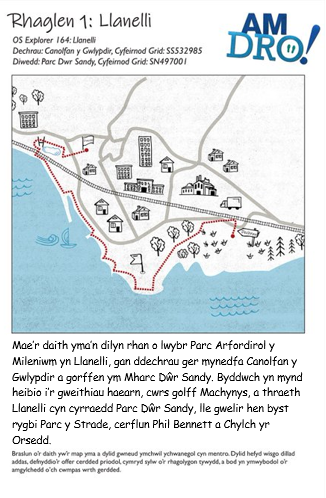 Rhaglen 1: Llanelli
AM
DRO!
OS Explorer 164: Llanelli
Dechrau: Canolfan y Gwlypdir, Cyfeirnod Grid: SS532985
Diwedd: Parc Dwr Sandy, Cyfeirnod Grid: SN497001
Mae'r daith yma'n dilyn rhan o lwybr Parc Arfordirol y
Mileniwm yn Llanelli, gan ddechrau ger mynedfa Canolfan y
Gwlypdir a gorffen ym Mharc Dŵr Sandy. Byddwch yn mynd
heibio i'r gweithiau haearn, cwrs golff Machynys, a thraeth
Llanelli cyn cyrraedd Parc Dŵr Sandy, lle gwelir hen byst
rygbi Parc y Strade, cerflun Phil Bennett a Chylch yr
Orsedd.
Braslun o'r daith yw'r map yma a dylid gwneud ymchwil ychwanegol cyn mentro. Dylid hefyd wisgo dillad
addas, defnyddio'r offer cerdded priodol, cymryd sylw o'r rhagolygon tywydd, a bod yn ymwybodol o'r
amgylchedd o'ch cwmpas wrth gerdded.